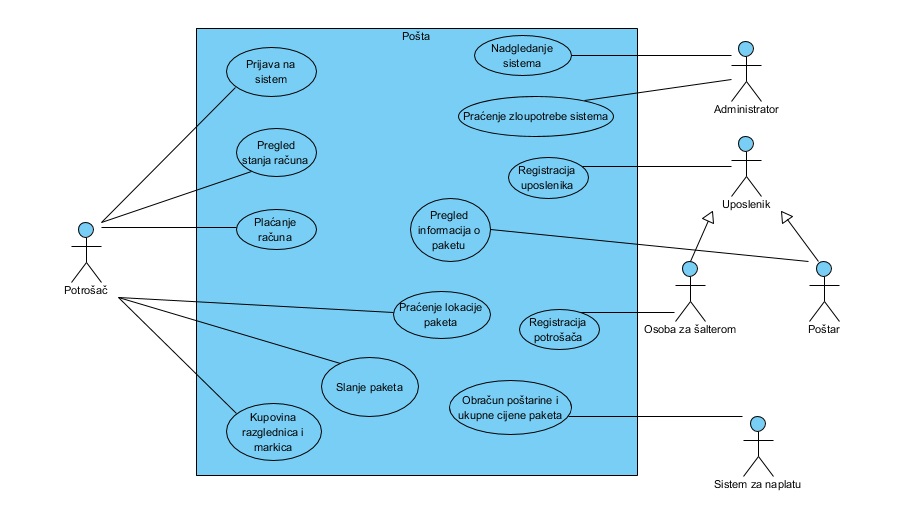 Pošta
Nadgledanje
sistema
Prijava na
sistem
Administrator
Praćenje zloupotrebe sistema
Pregled
stanja računa
Registracija
uposlenika
Uposlenik
Pregled
informacija o
paketu
Plaćanje
računa
Potrošač
Praćenje lokacije
paketa
Registracija
potrošača
Osoba za šalterom
Poštar
Slanje paketa
Obračun poštarine i
ukupne cijene paketa
Kupovina
razglednica i
markica
Sistem za naplatu